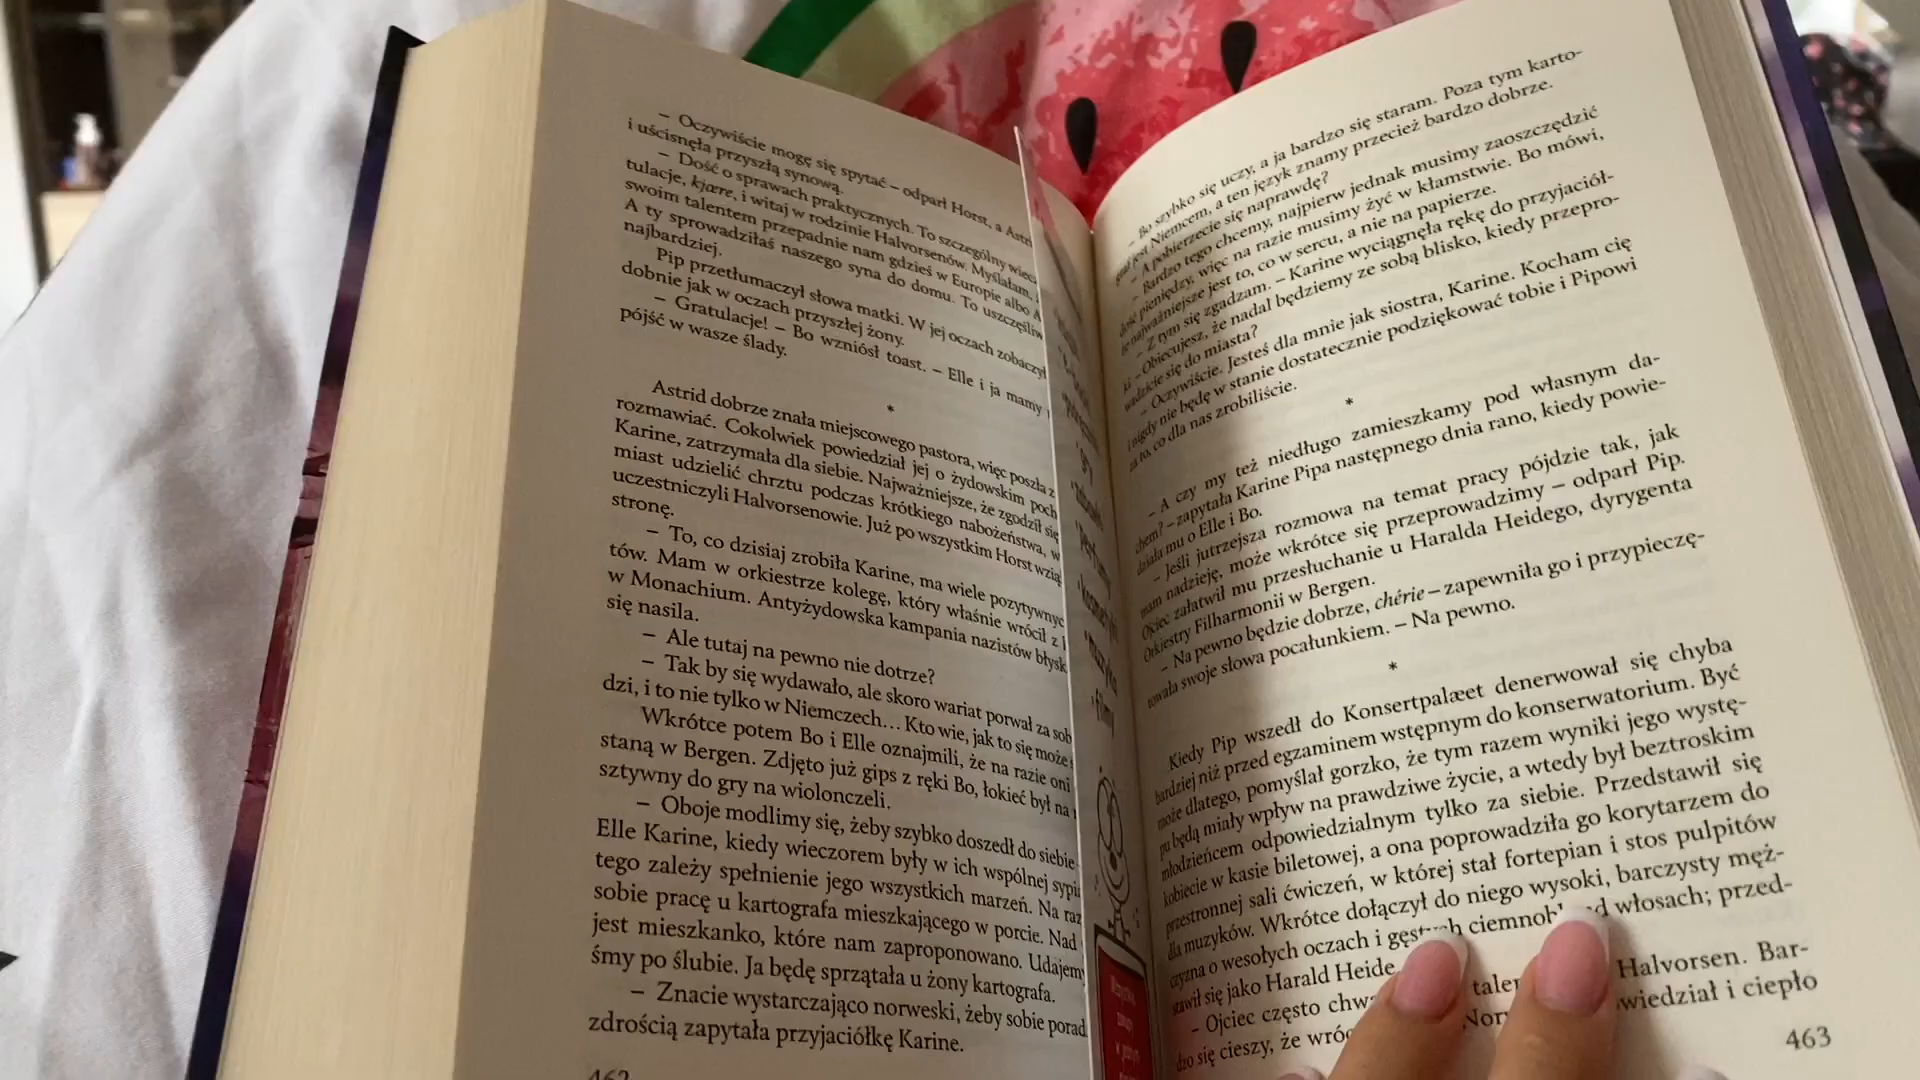 – Oczywiście mogę się spytać – odparł Horst, a
i uścisnęła przyszłą synową.
– Dość o sprawach praktycznych. To szczególny
tulacje, kjære, i witaj w rodzinie Halvorsenów. Myślałam,
swoim talentem przepadnie nam gdzieś w Europie albo
A ty sprowadziłaś naszego syna do domu. To
najbardziej.
Pip przetłumaczył słowa matki. W jej oczach zobaczył
dobnie jak w oczach przyszłej żony.
– Gratulacje! – Bo wzniósł toast. – Elle i ja mamy
pójść w wasze ślady.
*
Astrid dobrze znała miejscowego pastora, więc poszła z
rozmawiać. Cokolwiek powiedział jej o żydowskim
Karine, zatrzymała dla siebie. Najważniejsze, że zgodził się
miast udzielić chrztu podczas krótkiego nabożeństwa, w
uczestniczyli Halvorsenowie. Już po wszystkim Horst
stronę.
– To, co dzisiaj zrobiła Karine, ma wiele
tów. Mam w orkiestrze kolegę, który właśnie wrócił z
w Monachium. Antyżydowska kampania nazistów
się nasila.
– Ale tutaj na pewno nie dotrze?
– Tak by się wydawało, ale skoro wariat porwał za
dzi, i to nie tylko w Niemczech… Kto wie, jak to się może
Wkrótce potem Bo i Elle oznajmili, że na razie oni
staną w Bergen. Zdjęto już gips z ręki Bo, łokieć był na
sztywny do gry na wiolonczeli.
– Oboje modlimy się, żeby szybko doszedł do siebie
Elle Karine, kiedy wieczorem były w ich wspólnej
tego zależy spełnienie jego wszystkich marzeń. Na
sobie pracę u kartografa mieszkającego w porcie. Nad
jest mieszkanko, które nam zaproponowano.
śmy po ślubie. Ja będę sprzątała u żony kartografa.
– Znacie wystarczająco norweski, żeby sobie
zdrością zapytała przyjaciółkę Karine.
462
perfumy
kosmetyki
muzyka
filmy
– Bo szybko się uczy, a ja bardzo się staram. Poza tym karto-
graf jest Niemcem, a ten język znamy przecież bardzo dobrze.
– A pobierzecie się naprawdę?
– Bardzo tego chcemy, najpierw jednak musimy zaoszczędzić
dość pieniędzy, więc na razie musimy żyć w kłamstwie. Bo mówi,
że najważniejsze jest to, co w sercu, a nie na papierze.
– Z tym się zgadzam. – Karine wyciągnęła rękę do przyjaciół-
ki. – Obiecujesz, że nadal będziemy ze sobą blisko, kiedy przepro-
wadzicie się do miasta?
– Oczywiście. Jesteś dla mnie jak siostra, Karine. Kocham cię
i nigdy nie będę w stanie dostatecznie podziękować tobie i Pipowi
za to, co dla nas zrobiliście.
*
– A czy my też niedługo zamieszkamy pod własnym da-
chem? – zapytała Karine Pipa następnego dnia rano, kiedy powie-
działa mu o Elle i Bo.
– Jeśli jutrzejsza rozmowa na temat pracy pójdzie tak, jak
mam nadzieję, może wkrótce się przeprowadzimy – odparł Pip.
Ojciec załatwił mu przesłuchanie u Haralda Heidego, dyrygenta
Orkiestry Filharmonii w Bergen.
– Na pewno będzie dobrze, chérie – zapewniła go i przypieczę-
towała swoje słowa pocałunkiem. – Na pewno.
*
Kiedy Pip wszedł do Konsertpalæet denerwował się chyba
bardziej niż przed egzaminem wstępnym do konserwatorium. Być
może dlatego, pomyślał gorzko, że tym razem wyniki jego wystę-
pu będą miały wpływ na prawdziwe życie, a wtedy był beztroskim
młodzieńcem odpowiedzialnym tylko za siebie. Przedstawił się
kobiecie w kasie biletowej, a ona poprowadziła go korytarzem do
przestronnej sali ćwiczeń, w której stał fortepian i stos pulpitów
dla muzyków. Wkrótce dołączył do niego wysoki, barczysty męż-
czyzna o wesołych oczach i gęstych włosach; przed-
stawił się jako Harald Heide.
– Ojciec często Halvorsen. Bar-
dzo się cieszy, że i ciepło
463